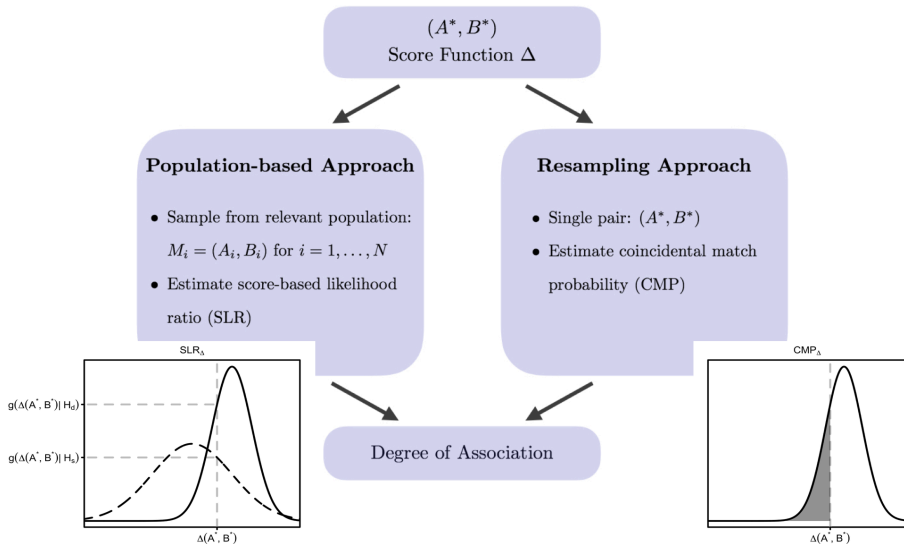 (A*, B*)
Score Function Δ
Population-based Approach
• Sample from relevant population:
M_i = (A_i, B_i) for i = 1, . . . , N
• Estimate score-based likelihood
ratio (SLR)
Resampling Approach
• Single pair: (A*, B*)
• Estimate coincidental match
probability (CMP)
SLR_Δ
g(Δ(A*, B*)| H_d)
g(Δ(A*, B*)| H_s)
Δ(A*, B*)
CMP_Δ
Δ(A*, B*)
Degree of Association